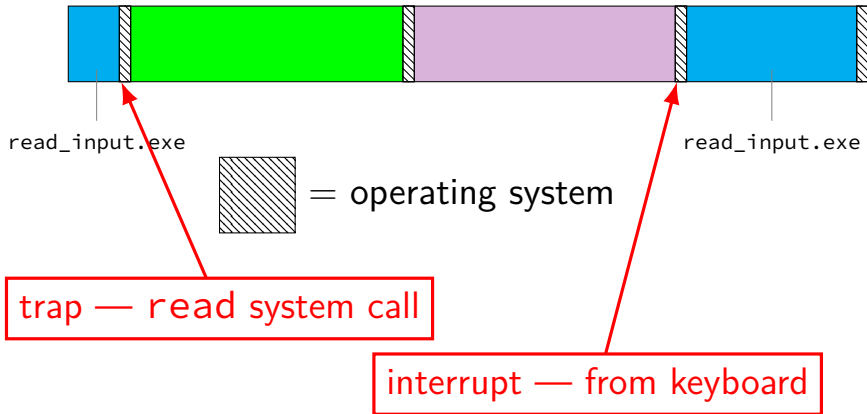 read_input.exe
read_input.exe
= operating system
trap — read system call
interrupt — from keyboard